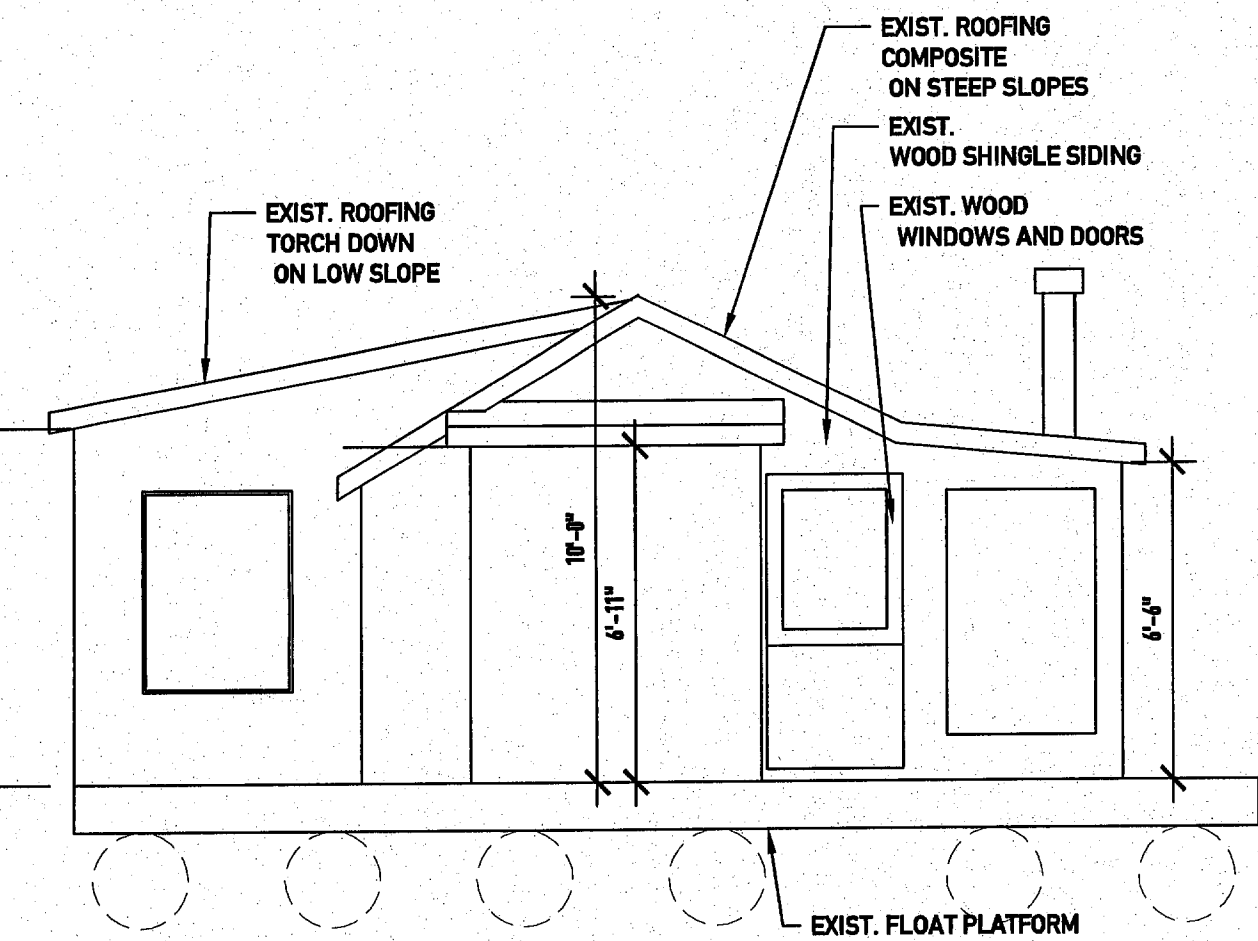 EXIST. ROOFING
COMPOSITE
ON STEEP SLOPES
EXIST.
WOOD SHINGLE SIDING
EXIST. WOOD
WINDOWS AND DOORS
EXIST. ROOFING
TORCH DOWN
ON LOW SLOPE
10'-0"
6'-11"
6'-6"
EXIST. FLOAT PLATFORM